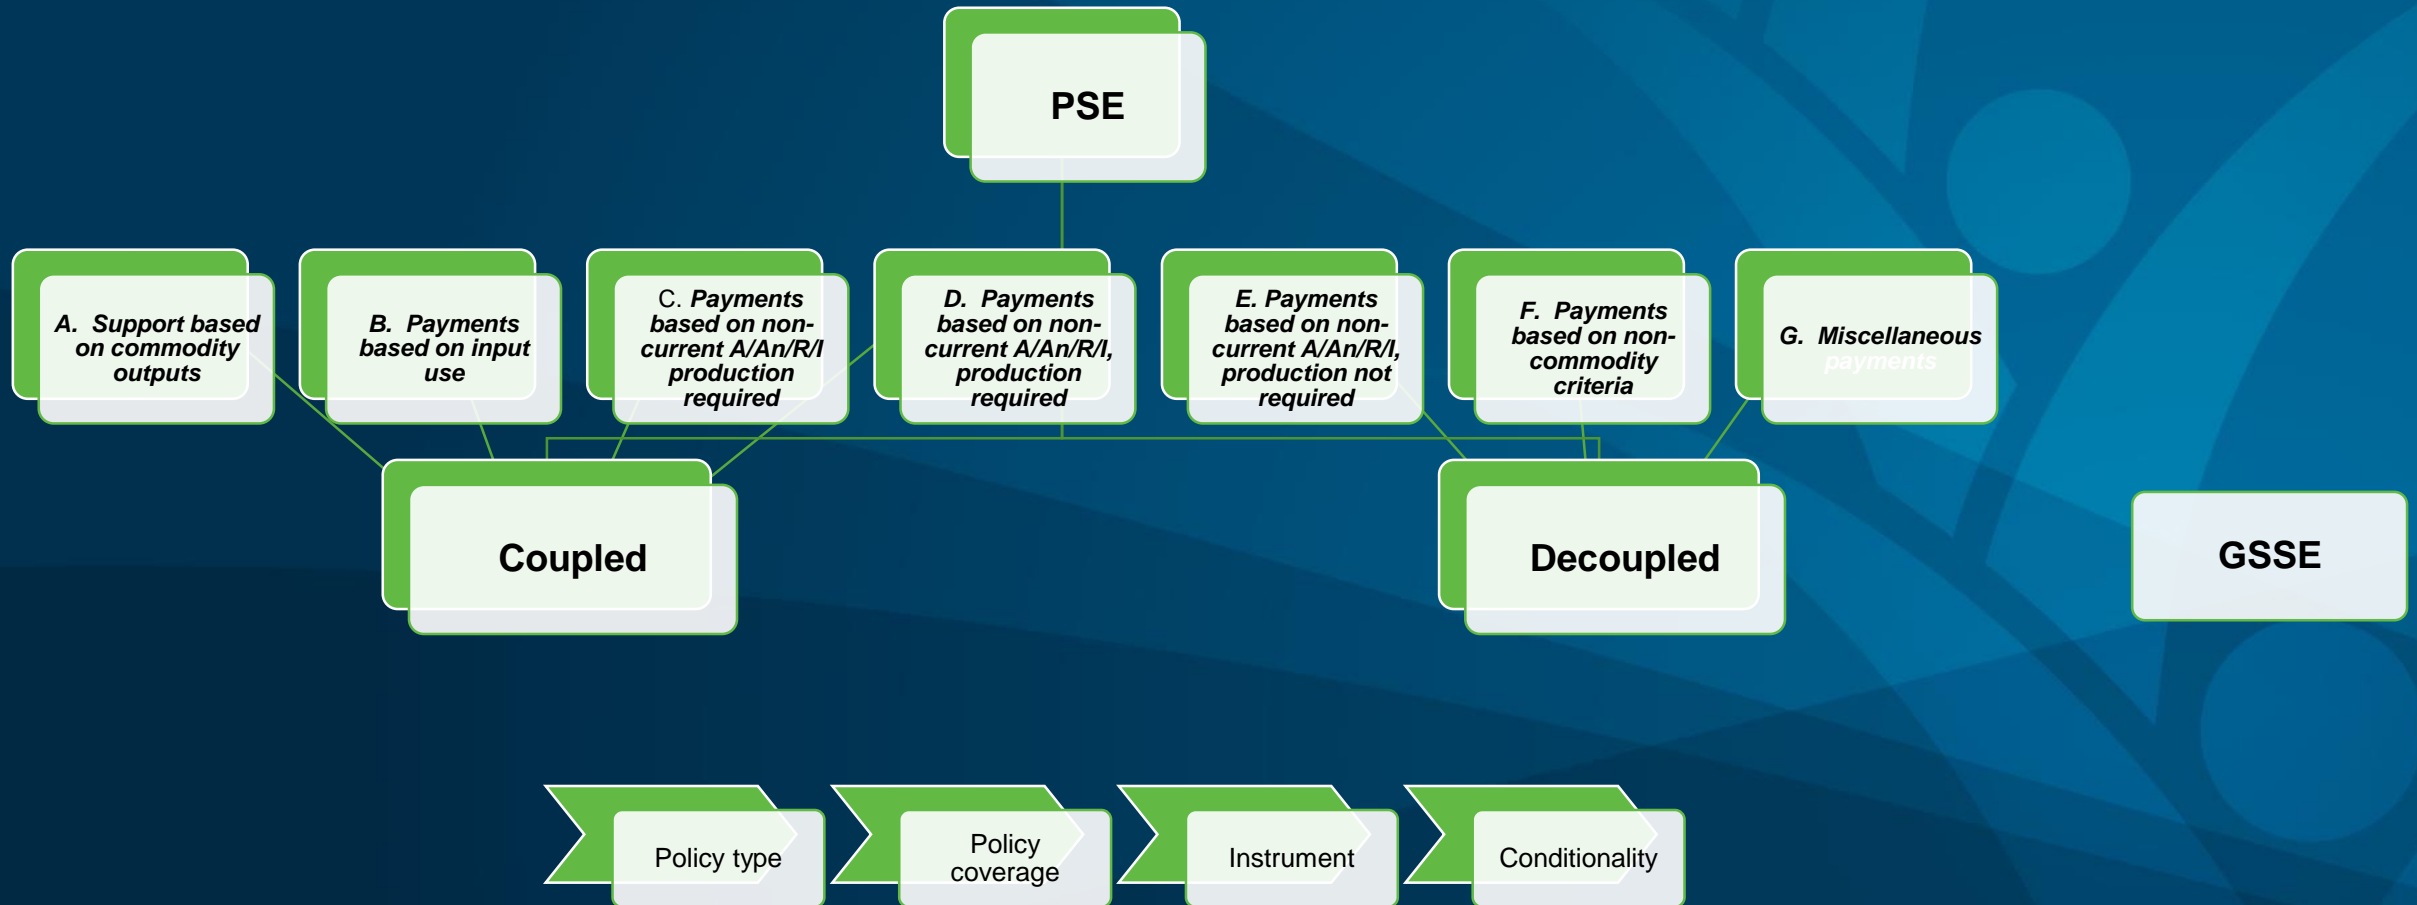 PSE
A. Support based
on commodity
outputs
B. Payments
based on input
use
C. Payments
based on non-
current A/An/R/I
production
required
D. Payments
based on non-
current A/An/R/I,
production
required
E. Payments
based on non-
current A/An/R/I,
production not
required
F. Payments
based on non-
commodity
criteria
G. Miscellaneous
payments
Coupled
Decoupled
GSSE
Policy type
Policy
coverage
Instrument
Conditionality